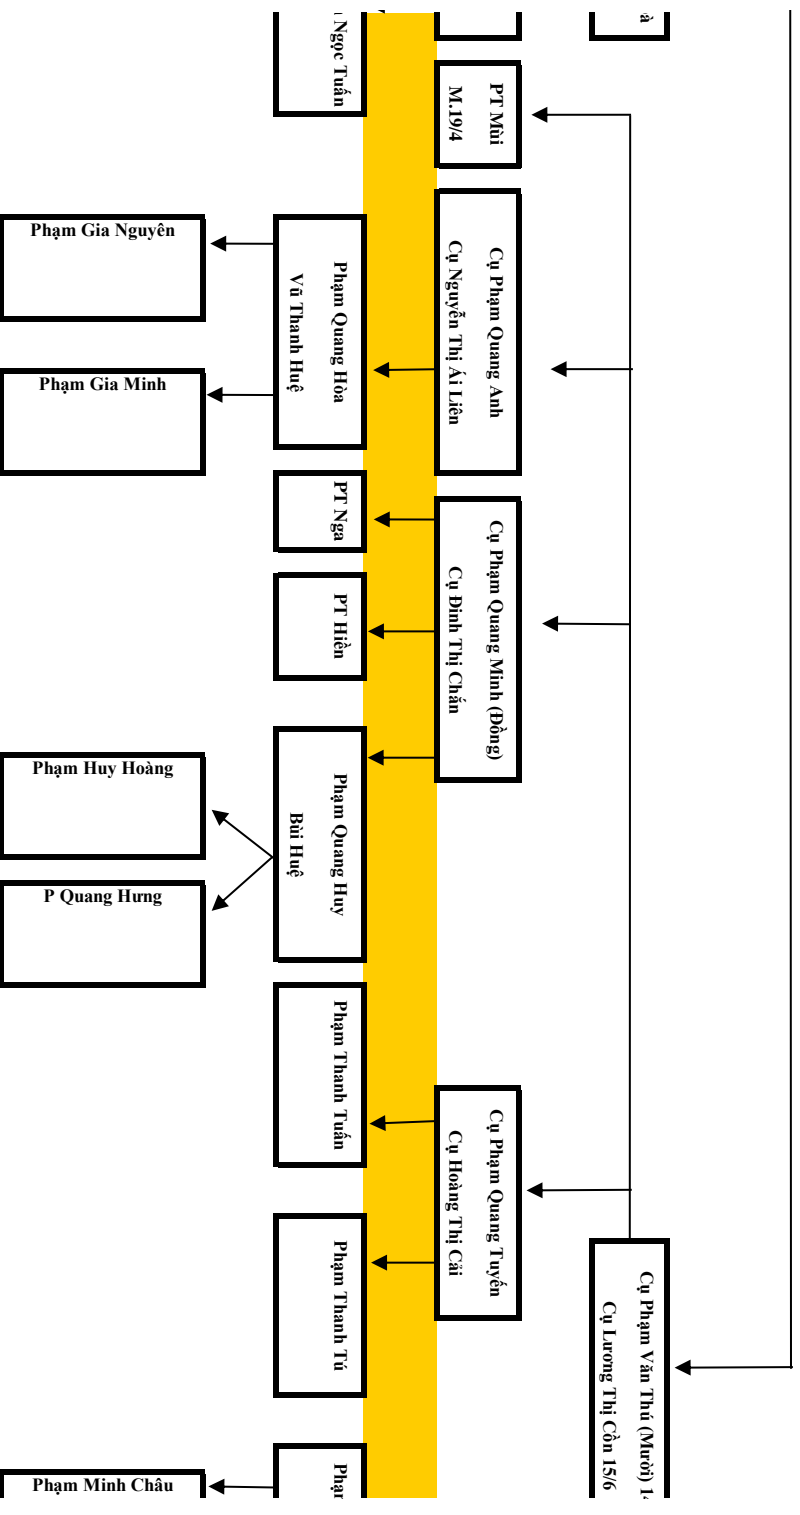 à
Ngọc Tuấn
PT Mùi
M.19/4
Cụ Phạm Quang Anh
Cụ Nguyễn Thị Ái Liên
Phạm Quang Hòa
Vũ Thanh Huệ
Phạm Gia Nguyên
Phạm Gia Minh
Cụ Phạm Quang Minh (Đồng)
Cụ Đinh Thị Chắn
PT Nga
PT Hiền
Phạm Quang Huy
Bùi Huệ
Phạm Huy Hoàng
P Quang Hưng
Cụ Phạm Quang Tuyến
Cụ Hoàng Thị Cải
Phạm Thanh Tuấn
Phạm Thanh Tú
Cụ Phạm Văn Thú (Mười)
Cụ Lương Thị Cồn 15/6
Phạm Minh Châu